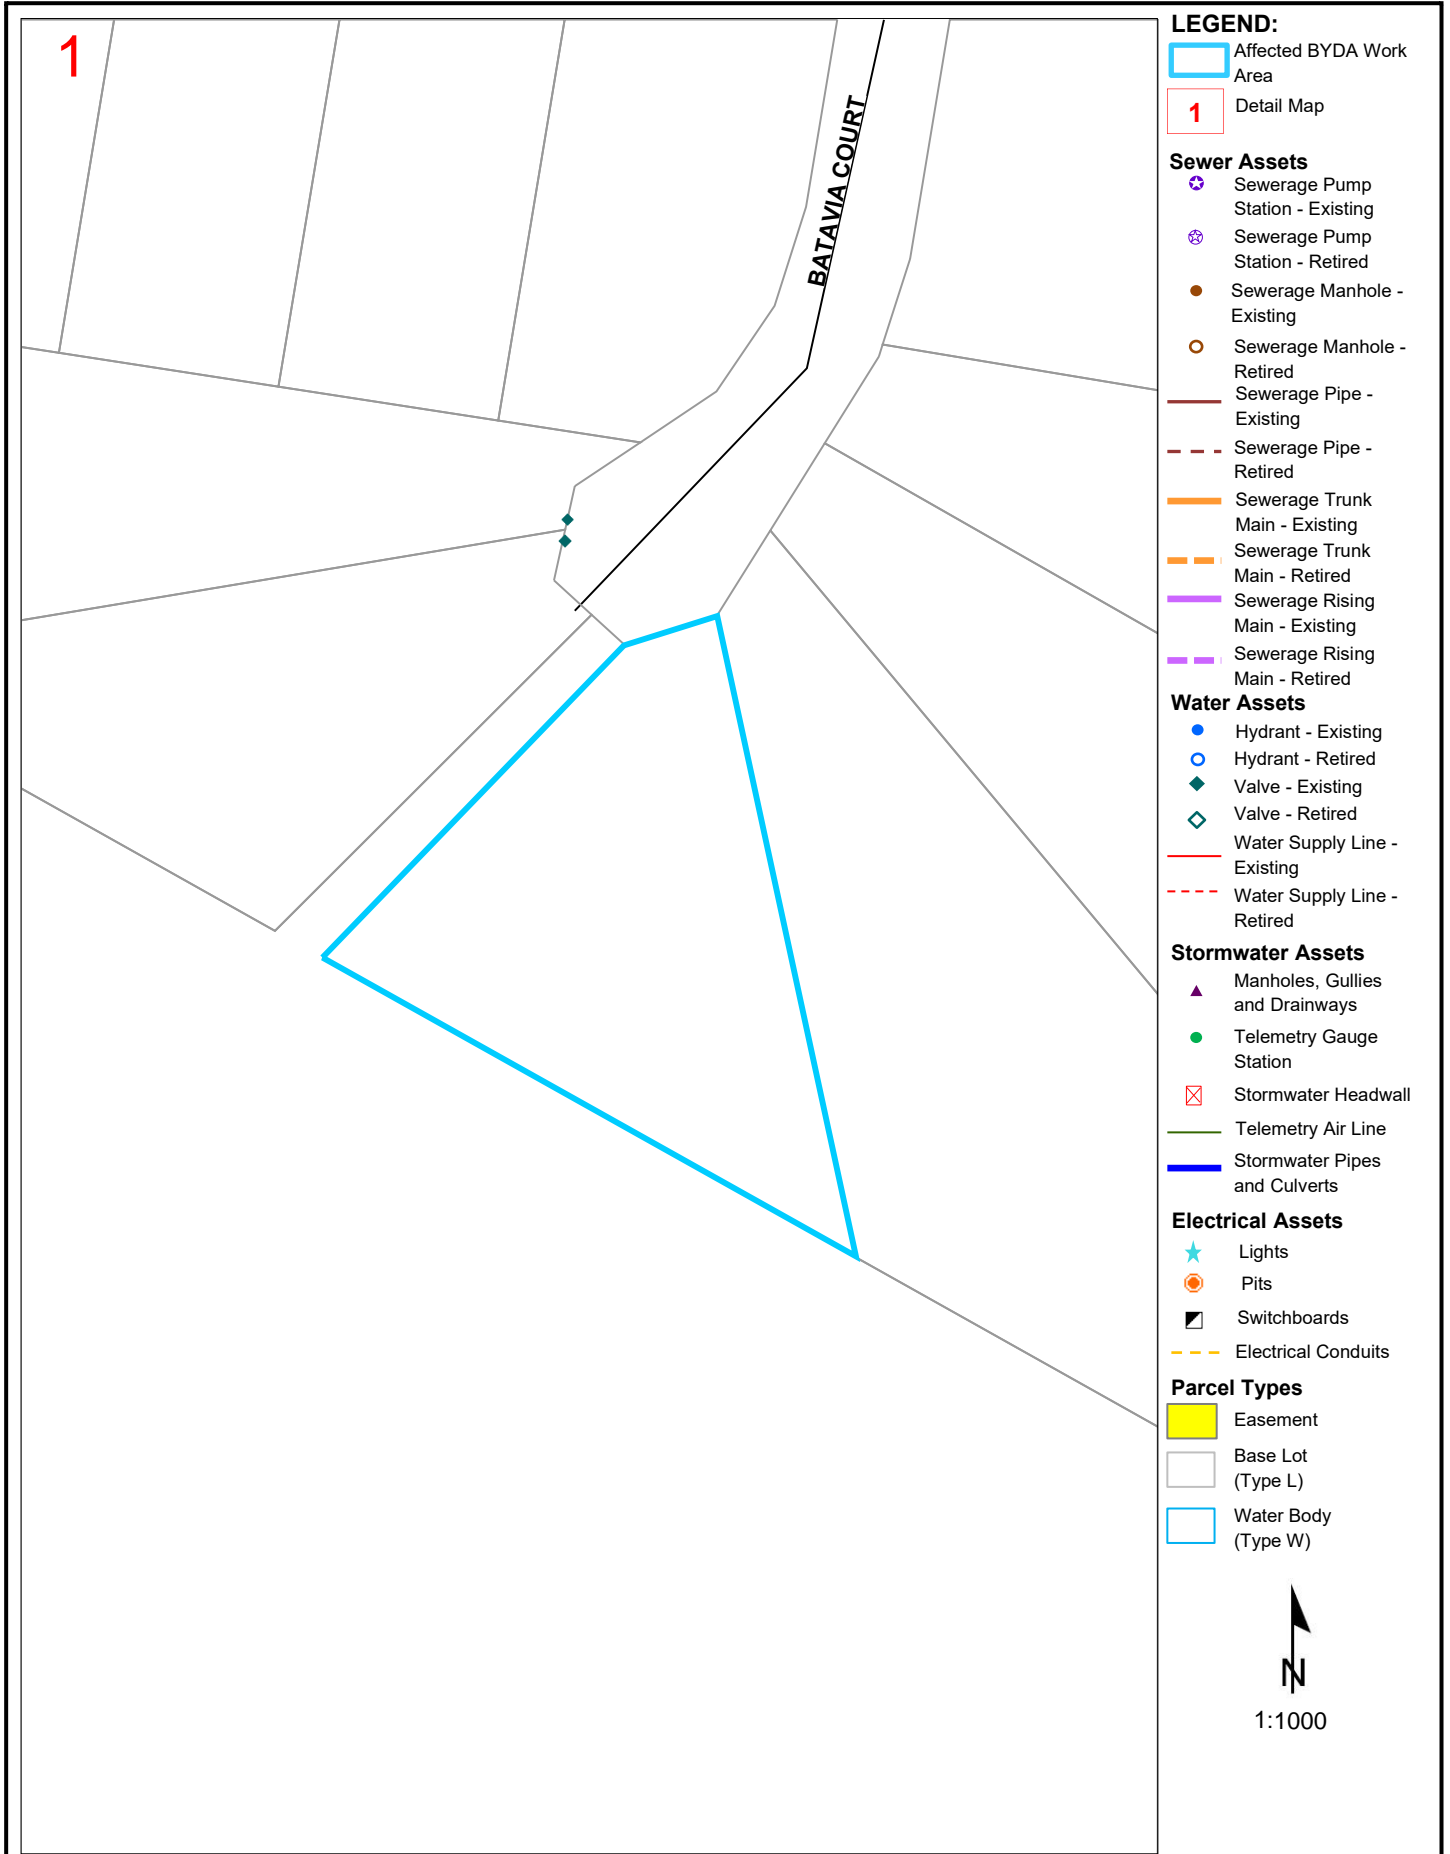 1
BATAVIA COURT
LEGEND:
Affected BYDA Work
Area
1
Detail Map
Sewer Assets
Sewerage Pump
Station - Existing
Sewerage Pump
Station - Retired
Sewerage Manhole -
Existing
Sewerage Manhole -
Retired
Sewerage Pipe -
Existing
Sewerage Pipe -
Retired
Sewerage Trunk
Main - Existing
Sewerage Trunk
Main - Retired
Sewerage Rising
Main - Existing
Sewerage Rising
Main - Retired
Water Assets
Hydrant - Existing
Hydrant - Retired
Valve - Existing
Valve - Retired
Water Supply Line -
Existing
Water Supply Line -
Retired
Stormwater Assets
Manholes, Gullies
and Drainways
Telemetry Gauge
Station
Stormwater Headwall
Telemetry Air Line
Stormwater Pipes
and Culverts
Electrical Assets
Lights
Pits
Switchboards
Electrical Conduits
Parcel Types
Easement
Base Lot
(Type L)
Water Body
(Type W)
N
1:1000